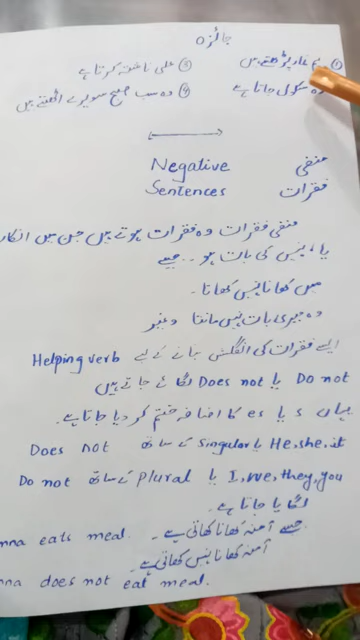 جائزہ
① ہم نماز پڑھتے ہیں ③ علی ناشتہ کرتا ہے
وہ سکول جاتا ہے ④ وہ سب صبح سویرے اٹھتے ہیں
Negative منفی
Sentences فقرات
منفی فقرات وہ فقرات ہوتے ہیں جن میں انکار
یا نہیں کی بات ہو۔۔ جیسے
میں کھانا نہیں کھاتا۔
وہ میری بات نہیں مانتا وغیرہ
ایسے فقرات کی انگلش بنانے کے لیے Helping verb
Do not یا Does not لگائے جاتے ہیں
یہاں s یا es کا اضافہ ختم کر دیا جاتا ہے۔
He, she, it یا Singular کے ساتھ Does not
I, we, they, you یا Plural کے ساتھ Do not
لگایا جاتا ہے۔
جیسے آمنہ کھانا کھاتی ہے۔ eats meal.
آمنہ کھانا نہیں کھاتی ہے۔
does not eat meal.